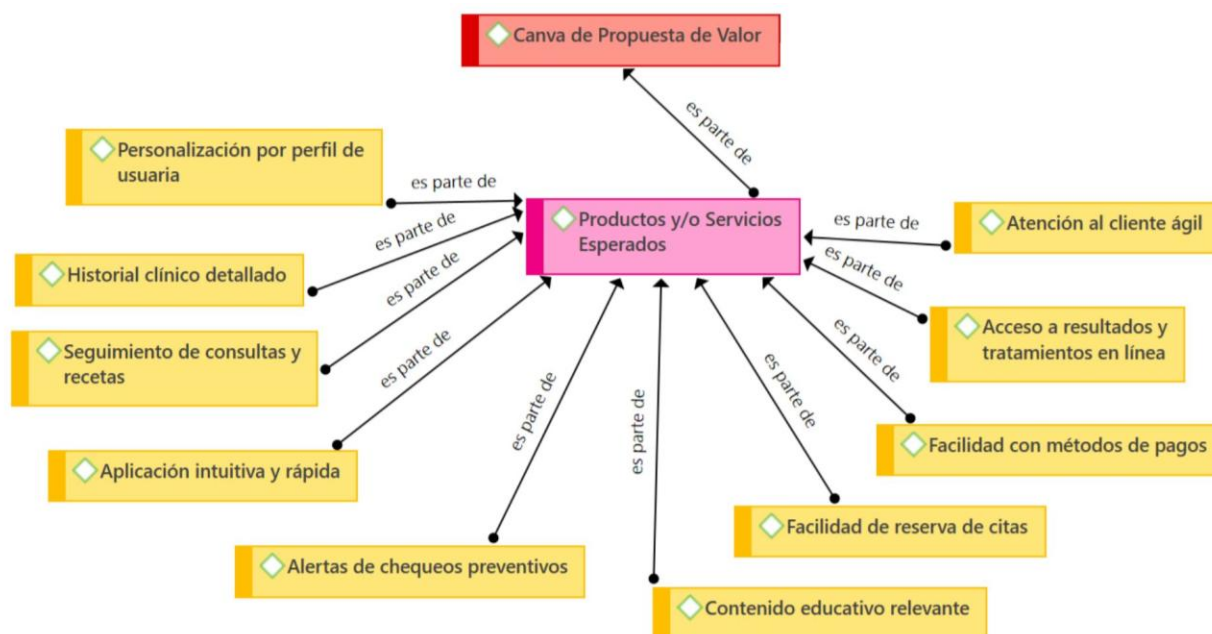 Canva de Propuesta de Valor
es parte de
Personalización por perfil de
usuaria
es parte de
Productos y/o Servicios
Esperados
es parte de
Atención al cliente ágil
es parte de
Historial clínico detallado
es parte de
Acceso a resultados y
tratamientos en línea
es parte de
Seguimiento de consultas y
recetas
es parte de
Facilidad con métodos de pagos
es parte de
Aplicación intuitiva y rápida
es parte de
Facilidad de reserva de citas
es parte de
Alertas de chequeos preventivos
es parte de
Contenido educativo relevante
es parte de